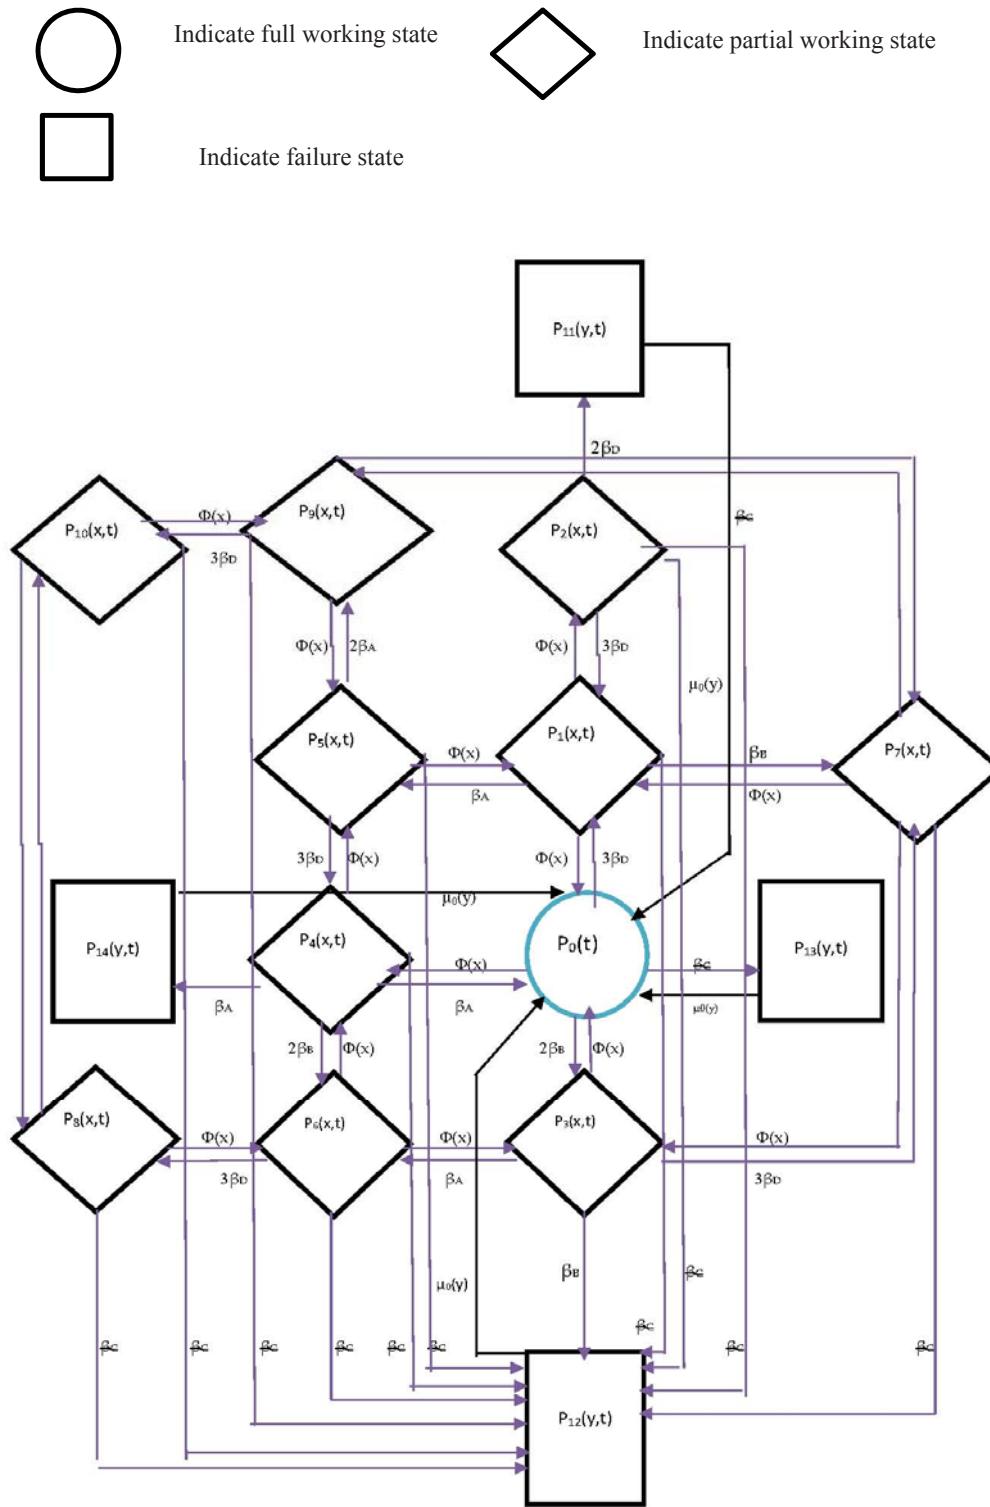 Indicate full working state
Indicate partial working state
Indicate failure state
P₁₁(y,t)
2βD
βC
P₁₀(x,t)
Φ(x)
3βD
P₉(x,t)
P₂(x,t)
Φ(x)
2βA
Φ(x)
3βD
μ₀(y)
P₅(x,t)
Φ(x)
βA
P₁(x,t)
βB
Φ(x)
P₇(x,t)
3βD
Φ(x)
Φ(x)
3βD
μ₀(y)
P₁₄(y,t)
βA
P₄(x,t)
Φ(x)
βA
P₀(t)
βC
μ0(y)
P₁₃(y,t)
2βB
Φ(x)
2βB
Φ(x)
P₈(x,t)
Φ(x)
3βD
P₆(x,t)
Φ(x)
βA
P₃(x,t)
Φ(x)
3βD
μ₀(y)
βB
βC
βC
βC
βC
βC
βC
βC
βC
βC
βC
P₁₂(y,t)